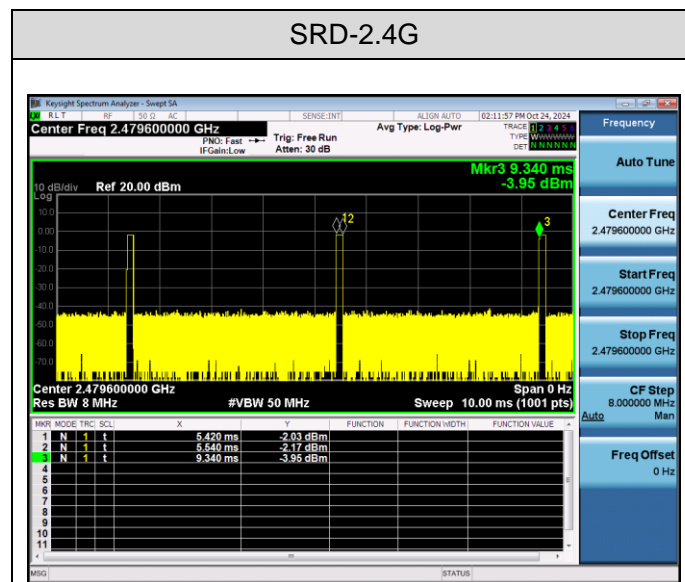 SRD-2.4G
Keysight Spectrum Analyzer - Swept SA
RLT RF 50 Ω AC SENSE:INT ALIGN AUTO 02:11:57 PM Oct 24, 2024
Center Freq 2.479600000 GHz Avg Type: Log-Pwr TRACE 1 2 3 4 5 6
PNO: Fast Trig: Free Run TYPE WWWWWW
IFGain:Low Atten: 30 dB DET N N N N N N
Mkr3 9.340 ms
-3.95 dBm
10 dB/div Ref 20.00 dBm
Log
10.0
0.00
-10.0
-20.0
-30.0
-40.0
-50.0
-60.0
-70.0
1 2 3
Center 2.479600000 GHz Span 0 Hz
Res BW 8 MHz #VBW 50 MHz Sweep 10.00 ms (1001 pts)
MKR MODE TRC SCL X Y FUNCTION FUNCTION WIDTH FUNCTION VALUE
1 N 1 t 5.420 ms -2.03 dBm
2 N 1 t 5.540 ms -2.17 dBm
3 N 1 t 9.340 ms -3.95 dBm
4
5
6
7
8
9
10
11
MSG STATUS
Frequency
Auto Tune
Center Freq
2.479600000 GHz
Start Freq
2.479600000 GHz
Stop Freq
2.479600000 GHz
CF Step
8.000000 MHz
Auto Man
Freq Offset
0 Hz